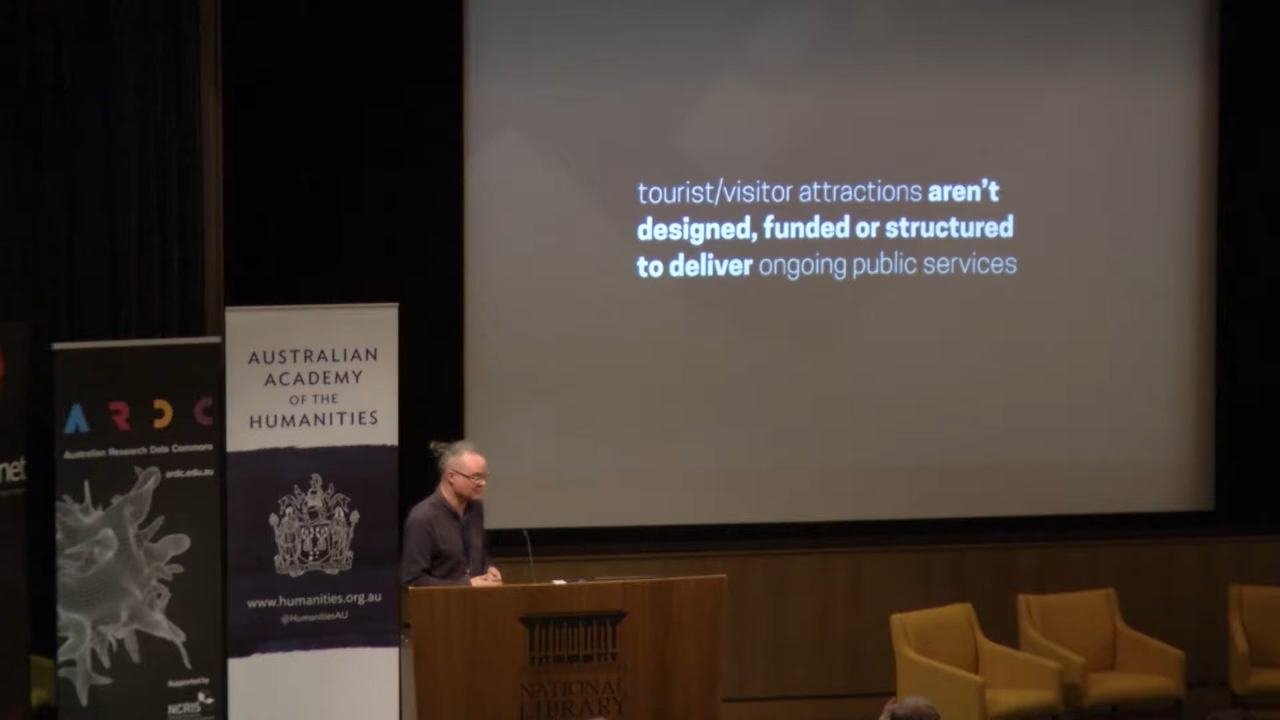 tourist/visitor attractions aren't
designed, funded or structured
to deliver ongoing public services
AUSTRALIAN
ACADEMY
OF THE
HUMANITIES
www.humanities.org.au
@HumanitiesAU
ARDC
Australian Research Data Commons
ardc.edu.au
Supported by
NCRIS
net
NATIONAL
LIBRARY